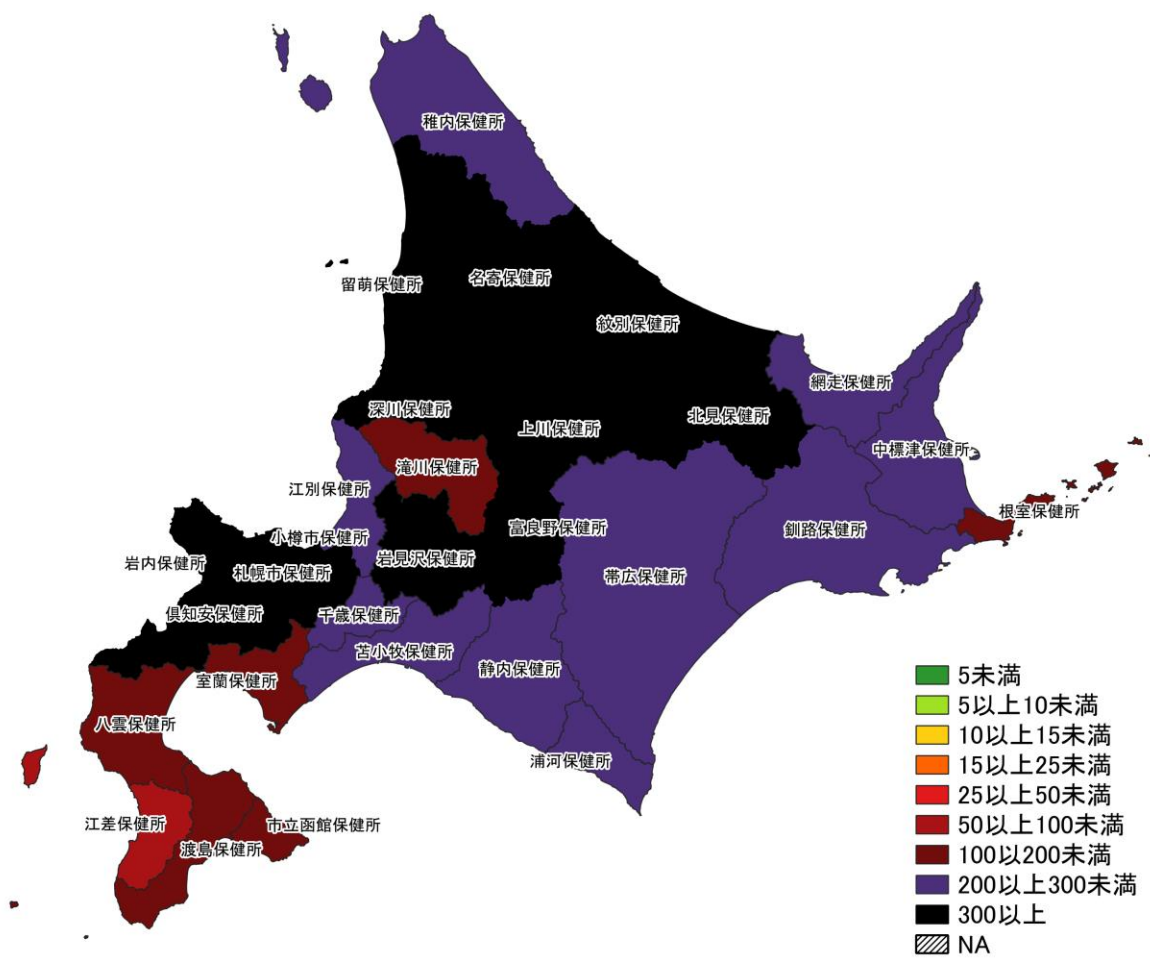 稚内保健所
名寄保健所
留萌保健所
紋別保健所
網走保健所
深川保健所
北見保健所
上川保健所
中標津保健所
滝川保健所
江別保健所
根室保健所
富良野保健所
釧路保健所
小樽市保健所
岩見沢保健所
岩内保健所
札幌市保健所
帯広保健所
倶知安保健所
千歳保健所
苫小牧保健所
静内保健所
室蘭保健所
八雲保健所
浦河保健所
江差保健所
市立函館保健所
渡島保健所
5未満
5以上10未満
10以上15未満
15以上25未満
25以上50未満
50以上100未満
100以200未満
200以上300未満
300以上
NA